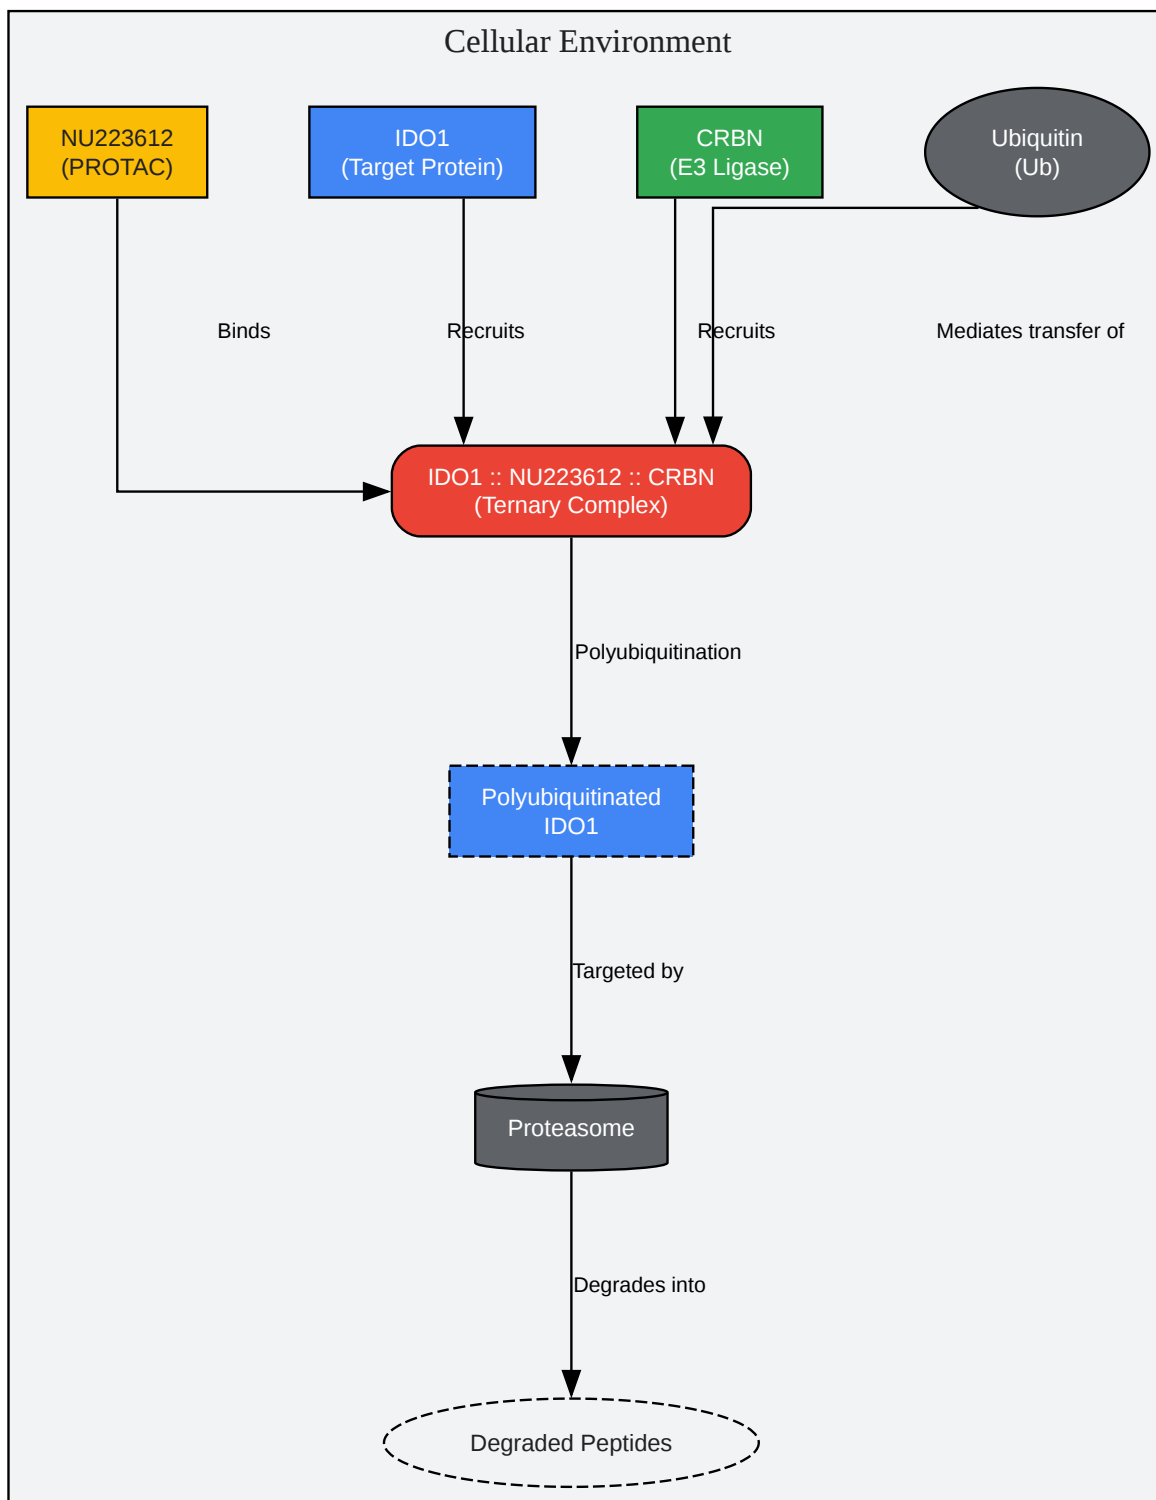 Cellular Environment
NU223612
(PROTAC)
IDO1
(Target Protein)
CRBN
(E3 Ligase)
Ubiquitin
(Ub)
Binds
Recruits
Recruits
Mediates transfer of
IDO1 :: NU223612 :: CRBN
(Ternary Complex)
Polyubiquitination
Polyubiquitinated
IDO1
Targeted by
Proteasome
Degrades into
Degraded Peptides